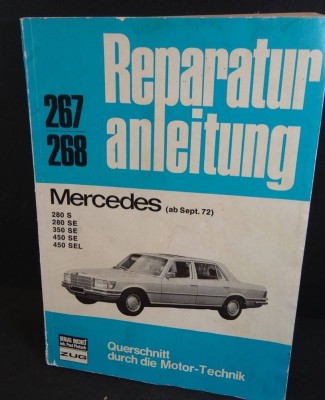 Reparatur
anleitung
267
268
Mercedes (ab Sept. 72)
280 S
280 SE
350 SE
450 SE
450 SEL
ZUG
Querschnitt
durch die Motor-Technik